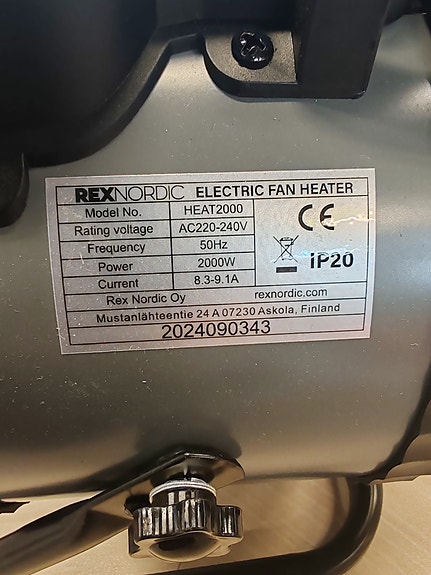 REXNORDIC ELECTRIC FAN HEATER
Model No. HEAT2000
Rating voltage AC220-240V
Frequency 50Hz
Power 2000W
Current 8.3-9.1A
CE
IP20
Rex Nordic Oy rexnordic.com
Mustanlähteentie 24 A 07230 Askola, Finland
2024090343